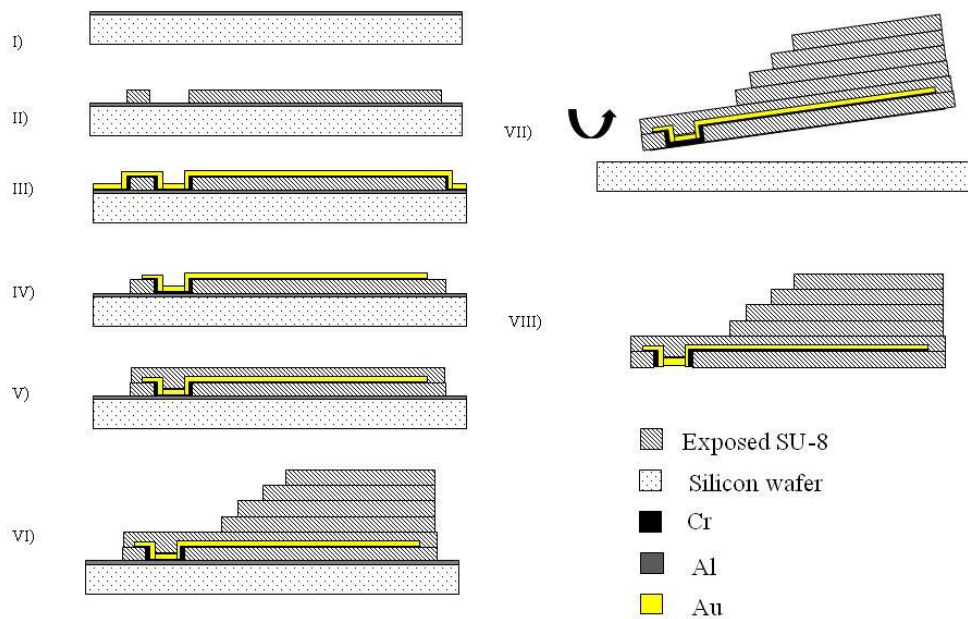 I)
II)
III)
IV)
V)
VI)
VII)
VIII)
Exposed SU-8
Silicon wafer
Cr
Al
Au